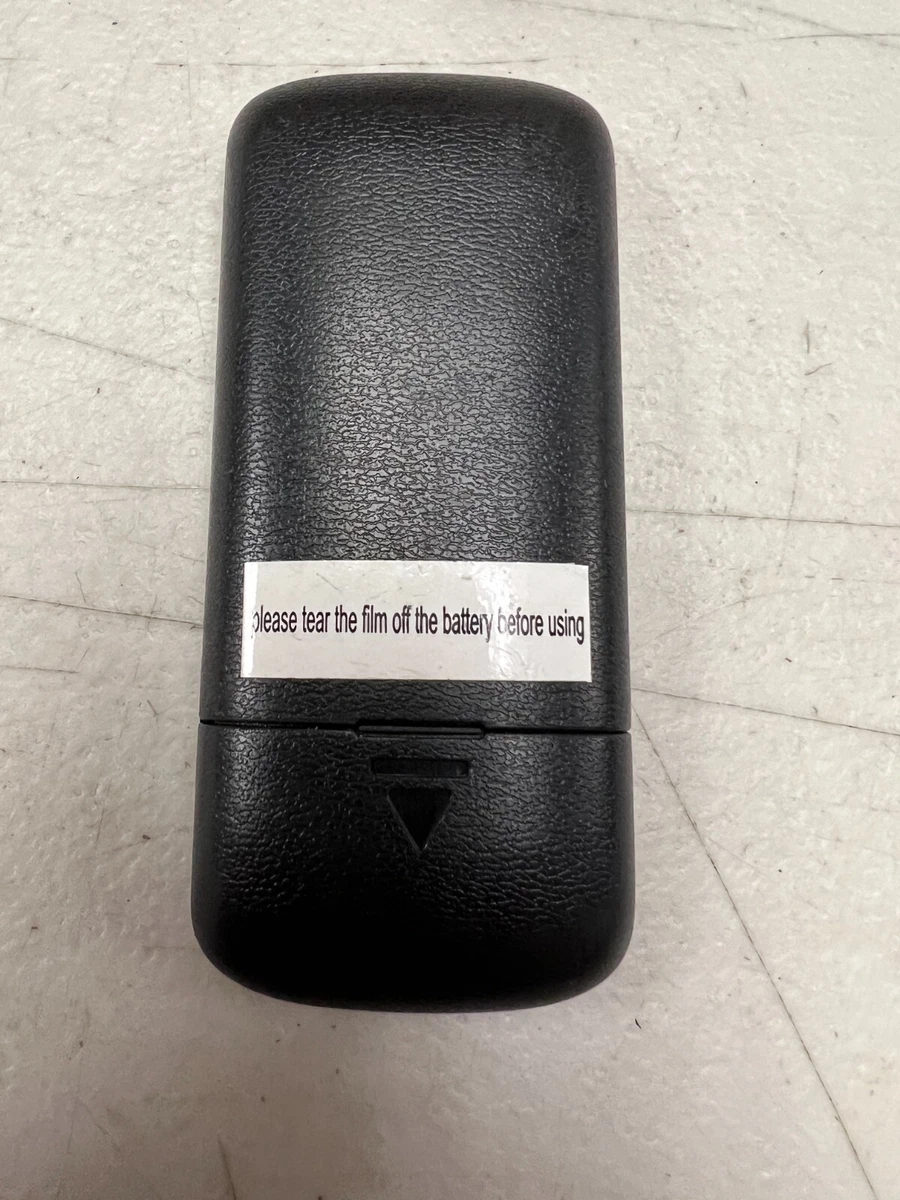 please tear the film off the battery before using